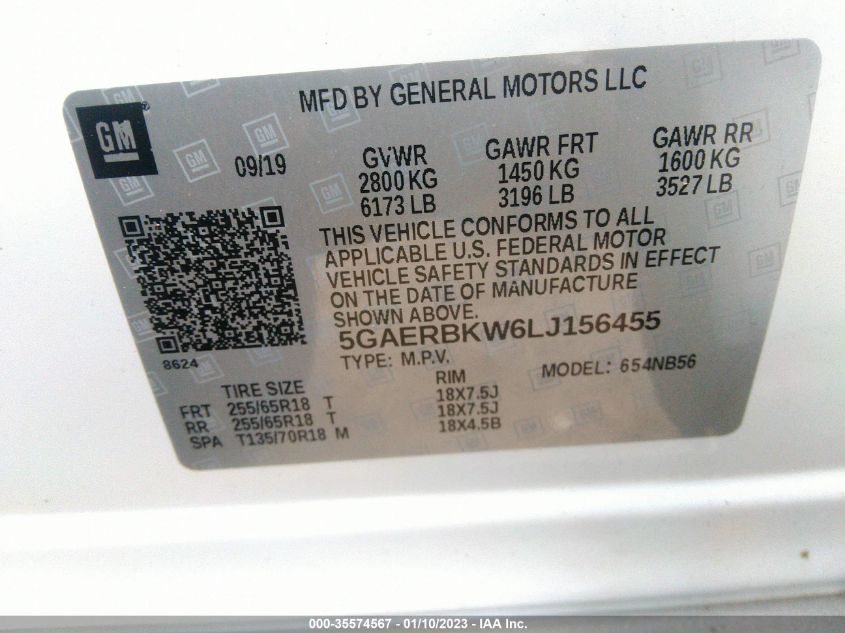 MFD BY GENERAL MOTORS LLC
GM®
09/19
GVWR
2800 KG
6173 LB
GAWR FRT
1450 KG
3196 LB
GAWR RR
1600 KG
3527 LB
THIS VEHICLE CONFORMS TO ALL
APPLICABLE U.S. FEDERAL MOTOR
VEHICLE SAFETY STANDARDS IN EFFECT
ON THE DATE OF MANUFACTURE
SHOWN ABOVE.
5GAERBKW6LJ156455
8624
TYPE: M.P.V.
MODEL: 654NB56
TIRE SIZE
RIM
FRT 255/65R18 T 18X7.5J
RR 255/65R18 T 18X7.5J
SPA T135/70R18 M 18X4.5B
000-35574567 - 01/10/2023 - IAA Inc.